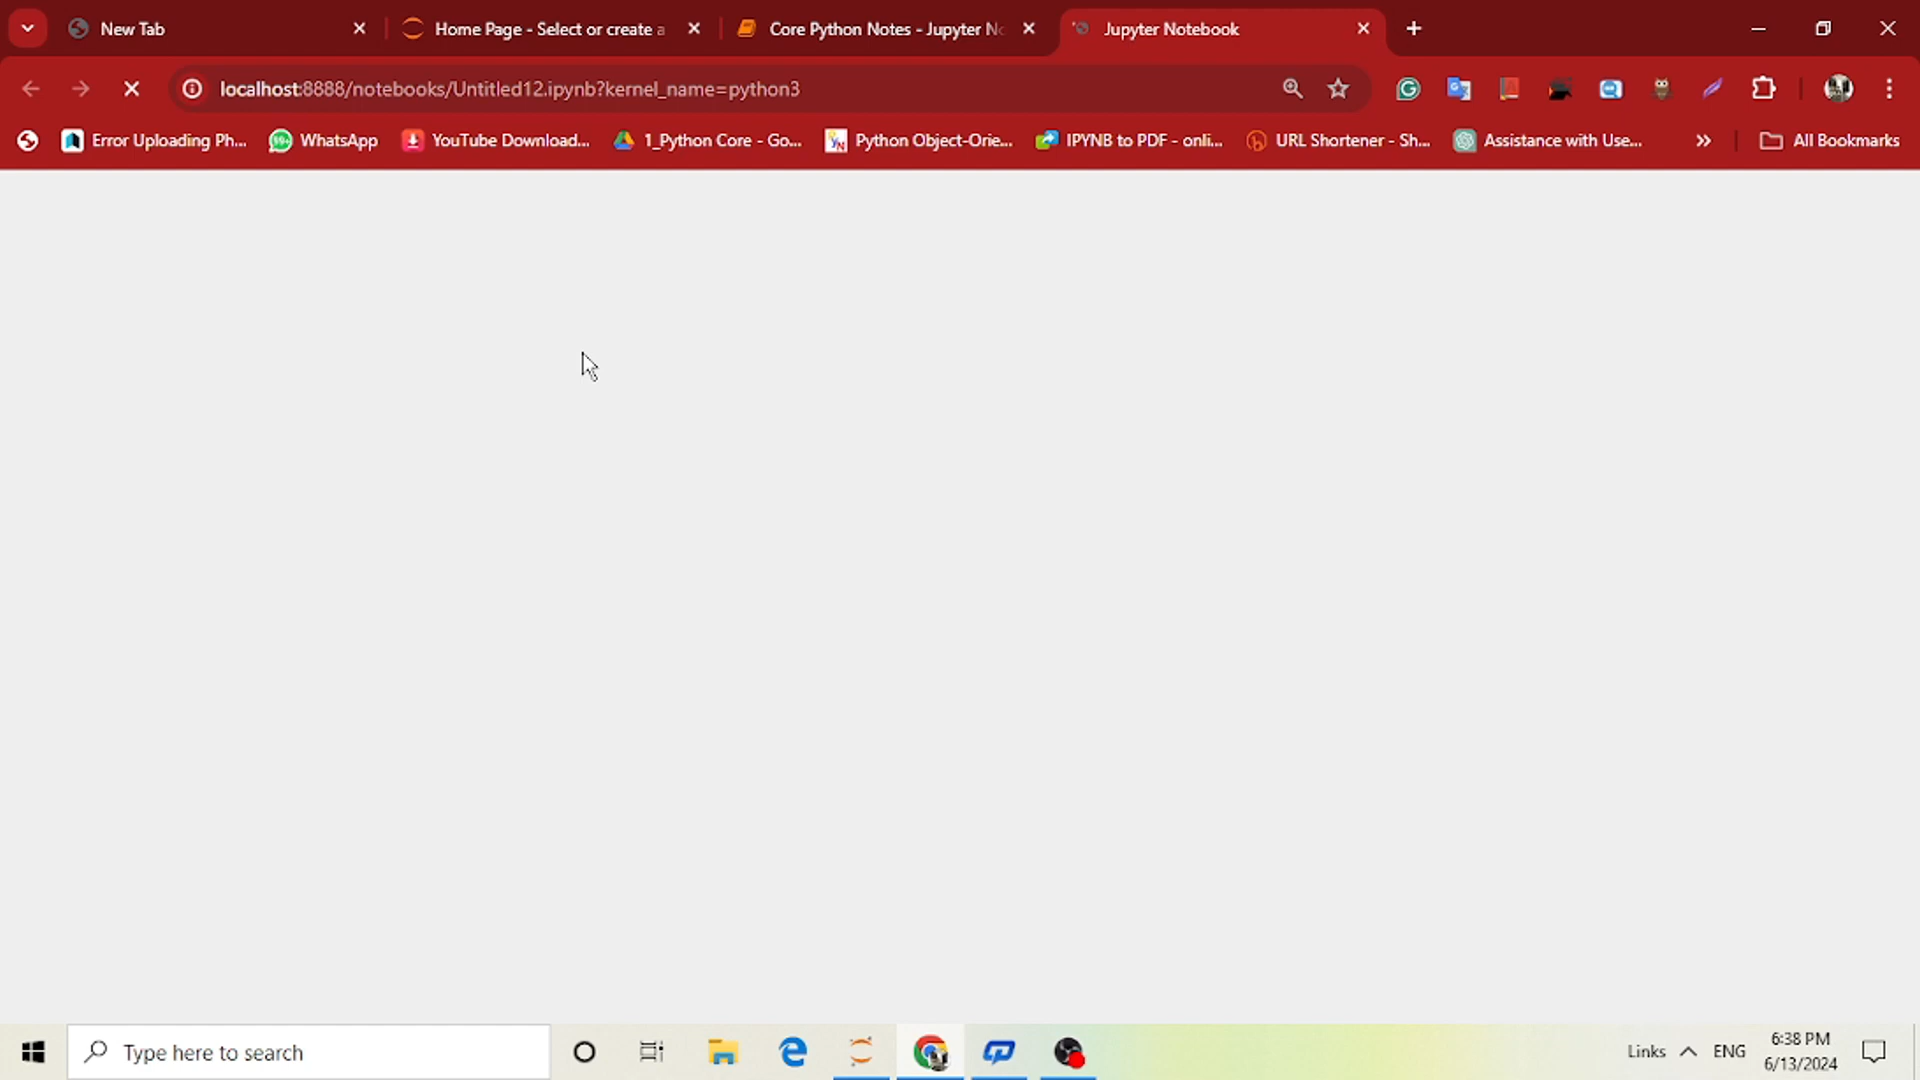 New Tab
Home Page - Select or create a
Core Python Notes - Jupyter No
Jupyter Notebook
localhost:8888/notebooks/Untitled12.ipynb?kernel_name=python3
Error Uploading Ph...
99+
WhatsApp
YouTube Download...
1_Python Core - Go...
Python Object-Orie...
IPYNB to PDF - onli...
URL Shortener - Sh...
Assistance with Use...
All Bookmarks
Type here to search
Links
ENG
6:38 PM
6/13/2024